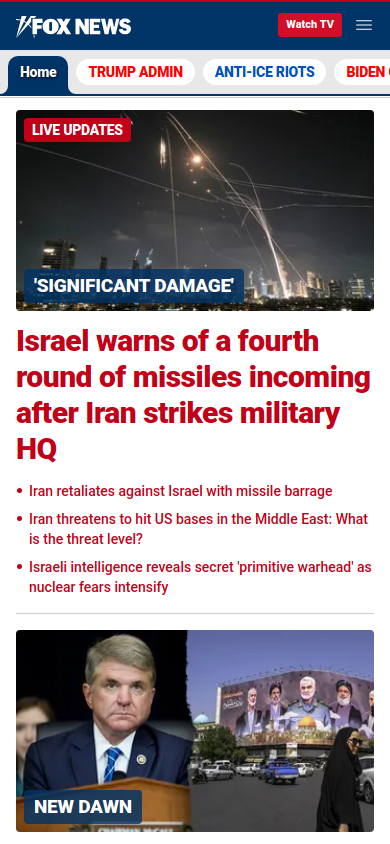 FOX NEWS
Watch TV
Home
TRUMP ADMIN
ANTI-ICE RIOTS
BIDEN
LIVE UPDATES
'SIGNIFICANT DAMAGE'
Israel warns of a fourth
round of missiles incoming
after Iran strikes military
HQ
• Iran retaliates against Israel with missile barrage
• Iran threatens to hit US bases in the Middle East: What
is the threat level?
• Israeli intelligence reveals secret 'primitive warhead' as
nuclear fears intensify
NEW DAWN